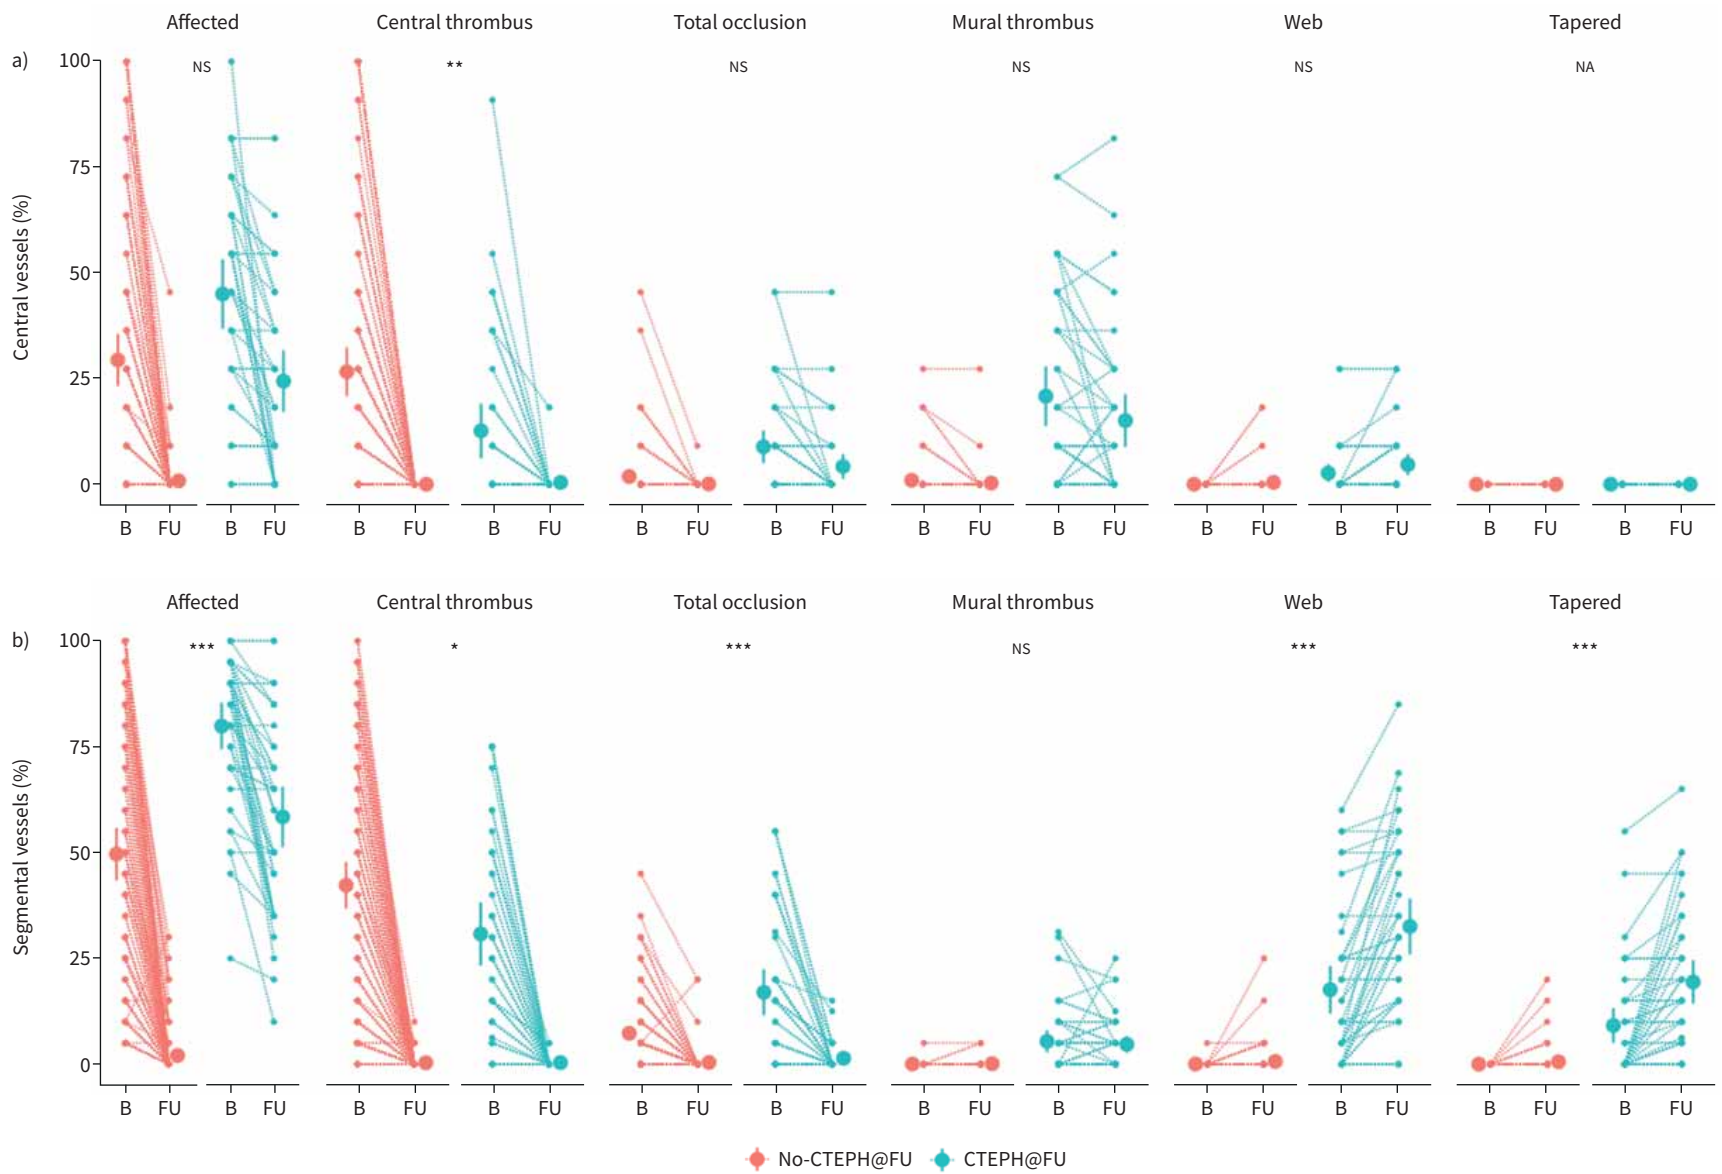 Affected Central thrombus Total occlusion Mural thrombus Web Tapered
a) 100 NS ** NS NS NS NA
75
50
25
0
Central vessels (%)
B FU B FU B FU B FU B FU B FU B FU B FU B FU B FU B FU B FU
Affected Central thrombus Total occlusion Mural thrombus Web Tapered
b) 100 *** * *** NS *** ***
75
50
25
0
Segmental vessels (%)
B FU B FU B FU B FU B FU B FU B FU B FU B FU B FU B FU B FU
No-CTEPH@FU CTEPH@FU